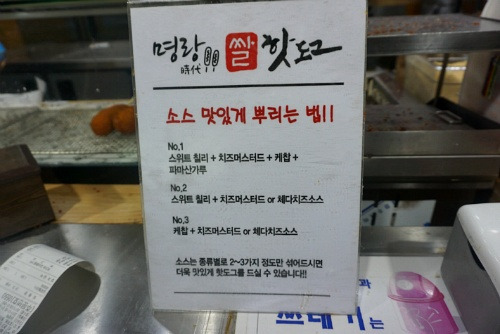 명랑 쌀 핫도그
時代
소스 맛있게 뿌리는 법!!
No,1
스위트 칠리 + 치즈머스터드 + 케찹 +
파마산가루
No,2
스위트 칠리 + 치즈머스터드 or 체다치즈소스
No,3
케찹 + 치즈머스터드 or 체다치즈소스
소스는 종류별로 2~3가지 정도만 섞어드시면
더욱 맛있게 핫도그를 드실 수 있습니다!!
과
쓰레기는